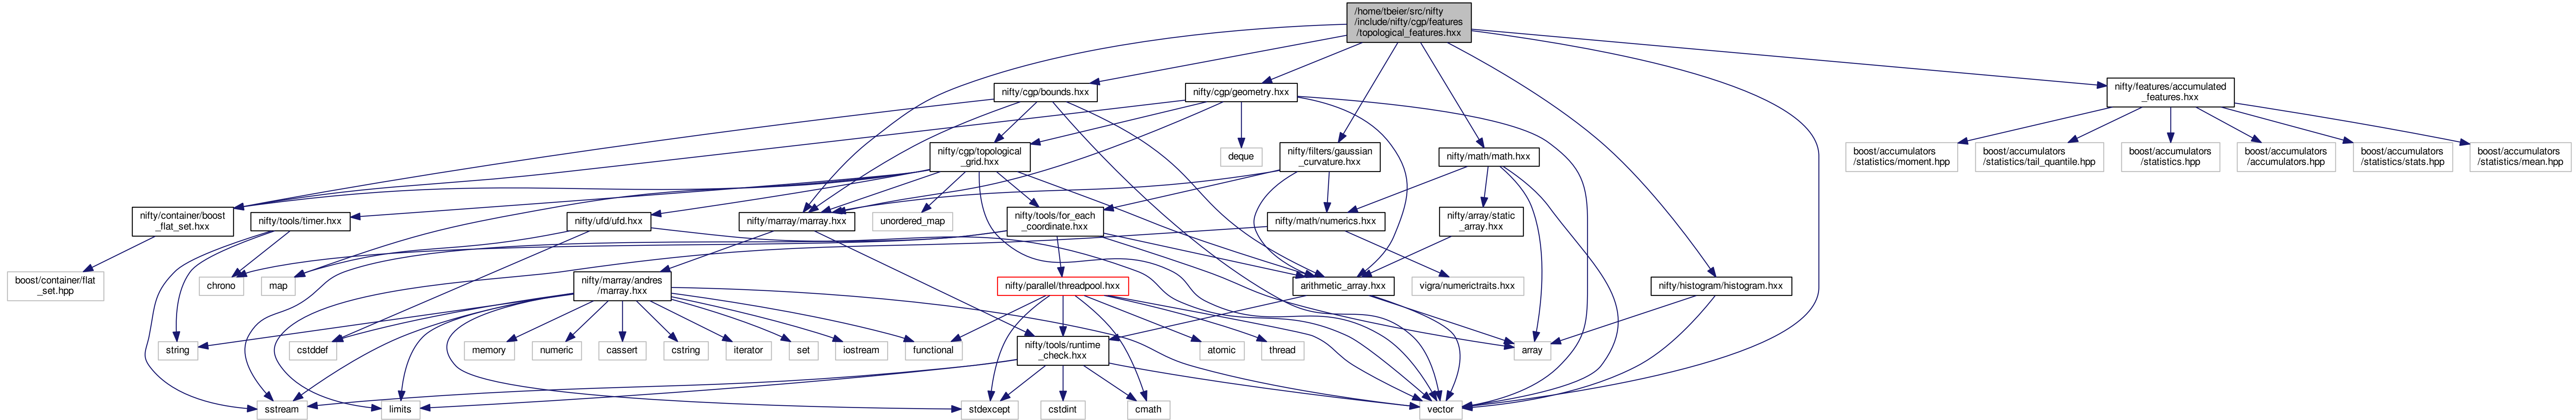 /home/tbeier/src/nifty
/include/nifty/cgp/features
/topological_features.hxx
nifty/cgp/bounds.hxx
nifty/cgp/geometry.hxx
nifty/features/accumulated
_features.hxx
nifty/cgp/topological
_grid.hxx
deque
nifty/filters/gaussian
_curvature.hxx
nifty/math/math.hxx
boost/accumulators
/statistics/moment.hpp
boost/accumulators
/statistics/tail_quantile.hpp
boost/accumulators
/statistics.hpp
boost/accumulators
/accumulators.hpp
boost/accumulators
/statistics/stats.hpp
boost/accumulators
/statistics/mean.hpp
nifty/container/boost
_flat_set.hxx
nifty/tools/timer.hxx
nifty/ufd/ufd.hxx
nifty/marray/marray.hxx
unordered_map
nifty/tools/for_each
_coordinate.hxx
nifty/math/numerics.hxx
nifty/array/static
_array.hxx
boost/container/flat
_set.hpp
chrono
map
nifty/marray/andres
/marray.hxx
nifty/parallel/threadpool.hxx
arithmetic_array.hxx
vigra/numerictraits.hxx
nifty/histogram/histogram.hxx
string
cstddef
memory
numeric
cassert
cstring
iterator
set
iostream
functional
nifty/tools/runtime
_check.hxx
atomic
thread
array
sstream
limits
stdexcept
cstdint
cmath
vector